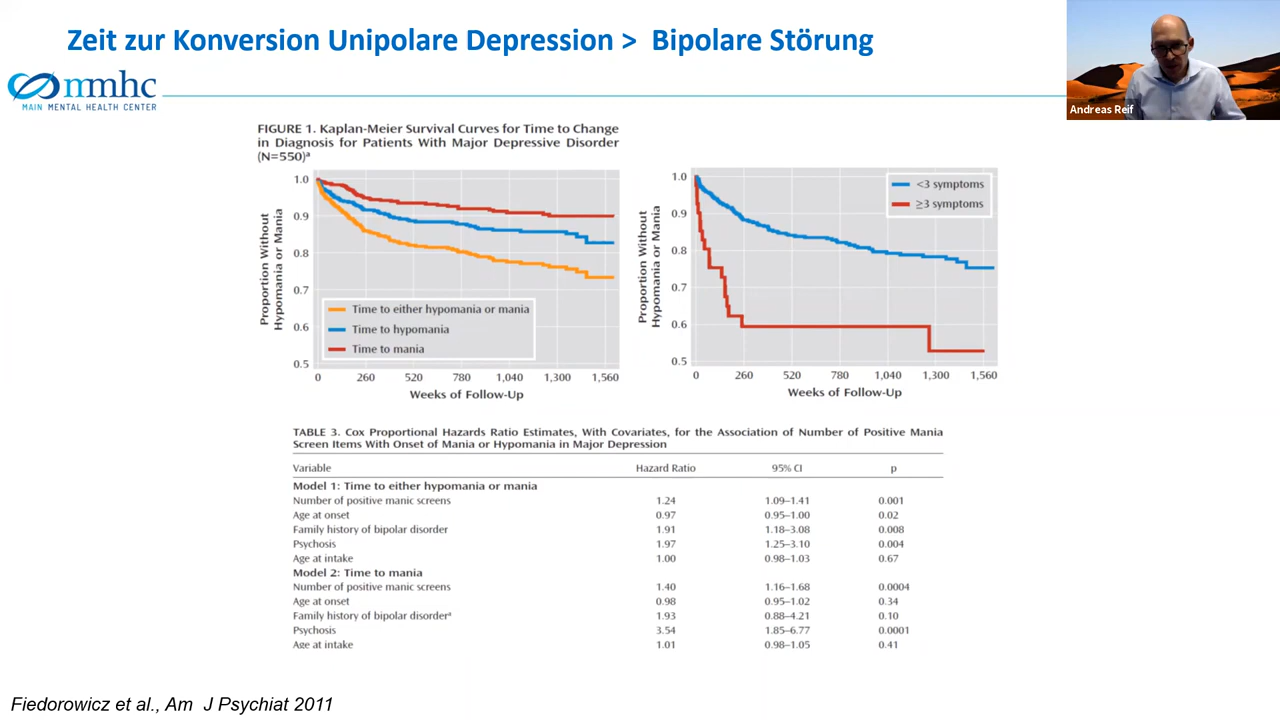 Zeit zur Konversion Unipolare Depression > Bipolare Störung
mmhc
MAIN MENTAL HEALTH CENTER
Andreas Reif
FIGURE 1. Kaplan-Meier Survival Curves for Time to Change
in Diagnosis for Patients With Major Depressive Disorder
(N=550)a
Proportion Without
Hypomania or Mania
1.0
0.9
0.8
0.7
0.6
0.5
Time to either hypomania or mania
Time to hypomania
Time to mania
0 260 520 780 1,040 1,300 1,560
Weeks of Follow-Up
Proportion Without
Hypomania or Mania
1.0
0.9
0.8
0.7
0.6
0.5
<3 symptoms
≥3 symptoms
0 260 520 780 1,040 1,300 1,560
Weeks of Follow-Up
TABLE 3. Cox Proportional Hazards Ratio Estimates, With Covariates, for the Association of Number of Positive Mania
Screen Items With Onset of Mania or Hypomania in Major Depression
Variable Hazard Ratio 95% CI p
Model 1: Time to either hypomania or mania
Number of positive manic screens 1.24 1.09–1.41 0.001
Age at onset 0.97 0.95–1.00 0.02
Family history of bipolar disorder 1.91 1.18–3.08 0.008
Psychosis 1.97 1.25–3.10 0.004
Age at intake 1.00 0.98–1.03 0.67
Model 2: Time to mania
Number of positive manic screens 1.40 1.16–1.68 0.0004
Age at onset 0.98 0.95–1.02 0.34
Family history of bipolar disordera 1.93 0.88–4.21 0.10
Psychosis 3.54 1.85–6.77 0.0001
Age at intake 1.01 0.98–1.05 0.41
Fiedorowicz et al., Am J Psychiat 2011